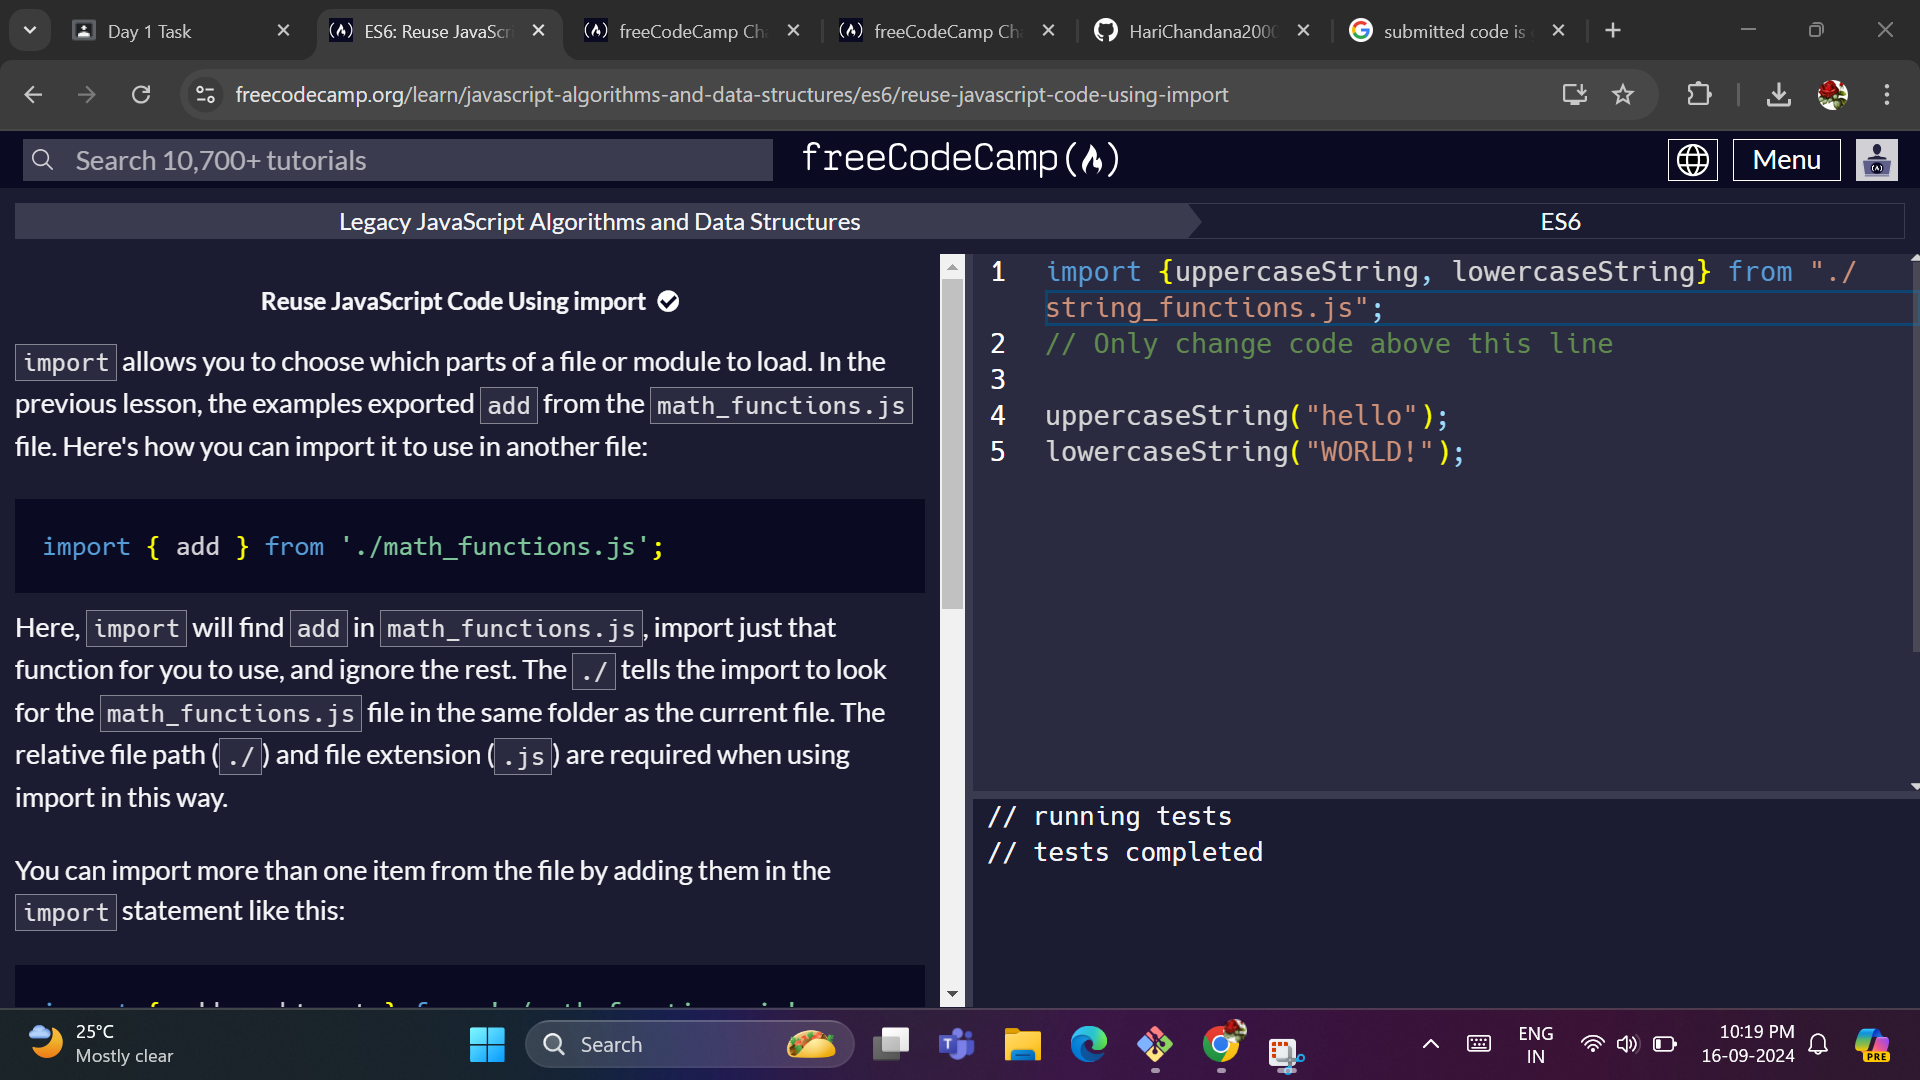 Day 1 Task
ES6: Reuse JavaScri
freeCodeCamp Ch
freeCodeCamp Ch
HariChandana2000
submitted code is
freecodecamp.org/learn/javascript-algorithms-and-data-structures/es6/reuse-javascript-code-using-import
Search 10,700+ tutorials
freeCodeCamp(🔥)
Menu
Legacy JavaScript Algorithms and Data Structures
ES6
Reuse JavaScript Code Using import
import allows you to choose which parts of a file or module to load. In the
previous lesson, the examples exported add from the math_functions.js
file. Here's how you can import it to use in another file:
import { add } from './math_functions.js';
Here, import will find add in math_functions.js, import just that
function for you to use, and ignore the rest. The ./ tells the import to look
for the math_functions.js file in the same folder as the current file. The
relative file path (./) and file extension (.js) are required when using
import in this way.
You can import more than one item from the file by adding them in the
import statement like this:
1 import {uppercaseString, lowercaseString} from "./
string_functions.js";
2 // Only change code above this line
3
4 uppercaseString("hello");
5 lowercaseString("WORLD!");
// running tests
// tests completed
25°C
Mostly clear
Search
ENG
IN
10:19 PM
16-09-2024
PRE